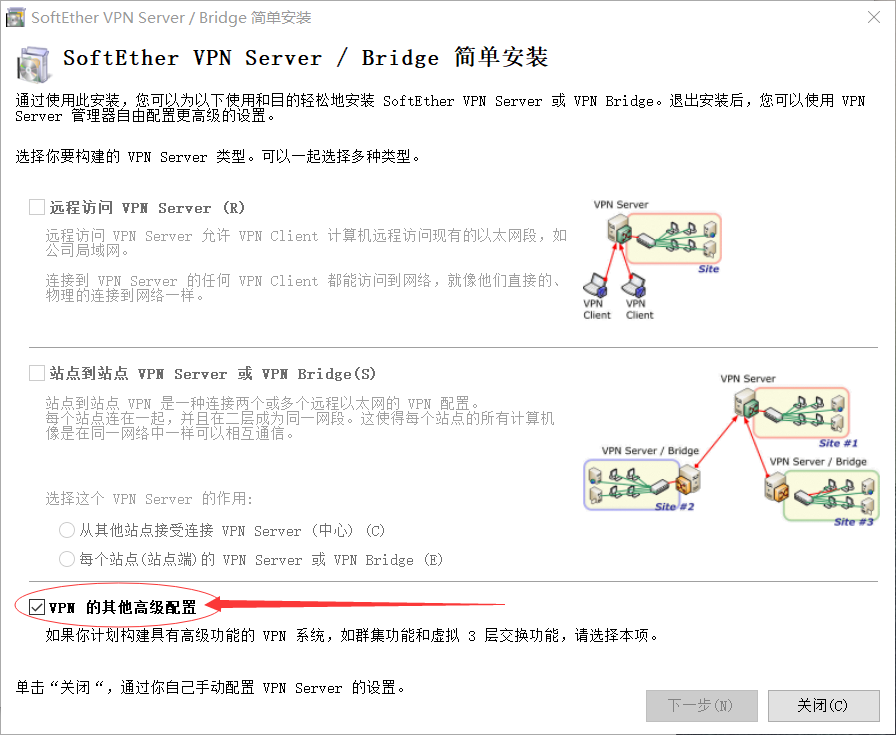 SoftEther VPN Server / Bridge 简单安装
SoftEther VPN Server / Bridge 简单安装
通过使用此安装，您可以为以下使用和目的轻松地安装 SoftEther VPN Server 或 VPN Bridge。退出安装后，您可以使用 VPN
Server 管理器自由配置更高级的设置。
选择你要构建的 VPN Server 类型。可以一起选择多种类型。
远程访问 VPN Server (R)
远程访问 VPN Server 允许 VPN Client 计算机远程访问现有的以太网段，如
公司局域网。
连接到 VPN Server 的任何 VPN Client 都能访问到网络，就像他们直接的、
物理的连接到网络一样。
VPN Server
Site
VPN
Client
VPN
Client
站点到站点 VPN Server 或 VPN Bridge(S)
站点到站点 VPN 是一种连接两个或多个远程以太网的 VPN 配置。
每个站点连在一起，并且在二层成为同一网段。这使得每个站点的所有计算机
像是在同一网络中一样可以相互通信。
选择这个 VPN Server 的作用:
从其他站点接受连接 VPN Server (中心) (C)
每个站点(站点端)的 VPN Server 或 VPN Bridge (E)
VPN Server
Site #1
VPN Server / Bridge
Site #2
VPN Server / Bridge
Site #3
VPN 的其他高级配置
如果你计划构建具有高级功能的 VPN 系统，如群集功能和虚拟 3 层交换功能，请选择本项。
单击“关闭“，通过你自己手动配置 VPN Server 的设置。
下一步(N)
关闭(C)